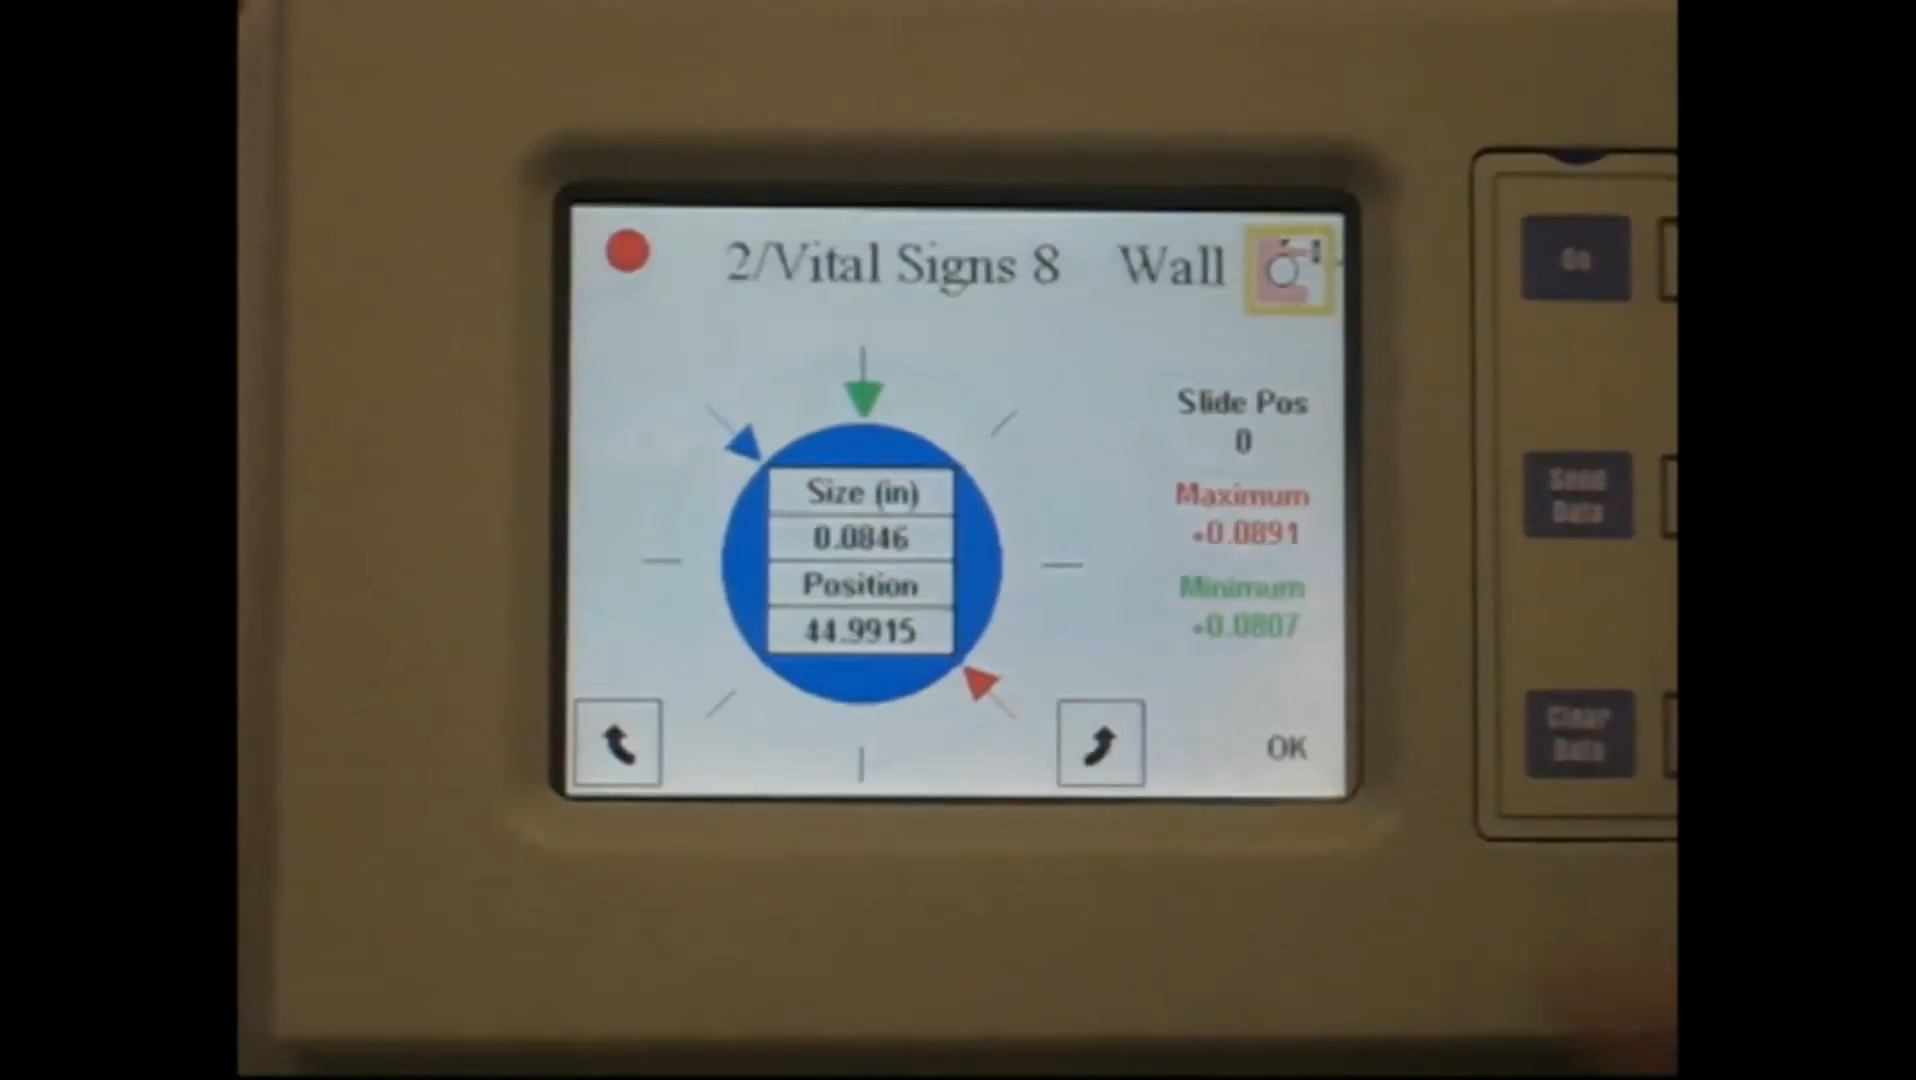 2/Vital Signs 8 Wall
Size (in)
0.0846
Position
44.9915
Slide Pos
0
Maximum
+0.0891
Minimum
+0.0807
OK
Go
Send
Data
Clear
Data